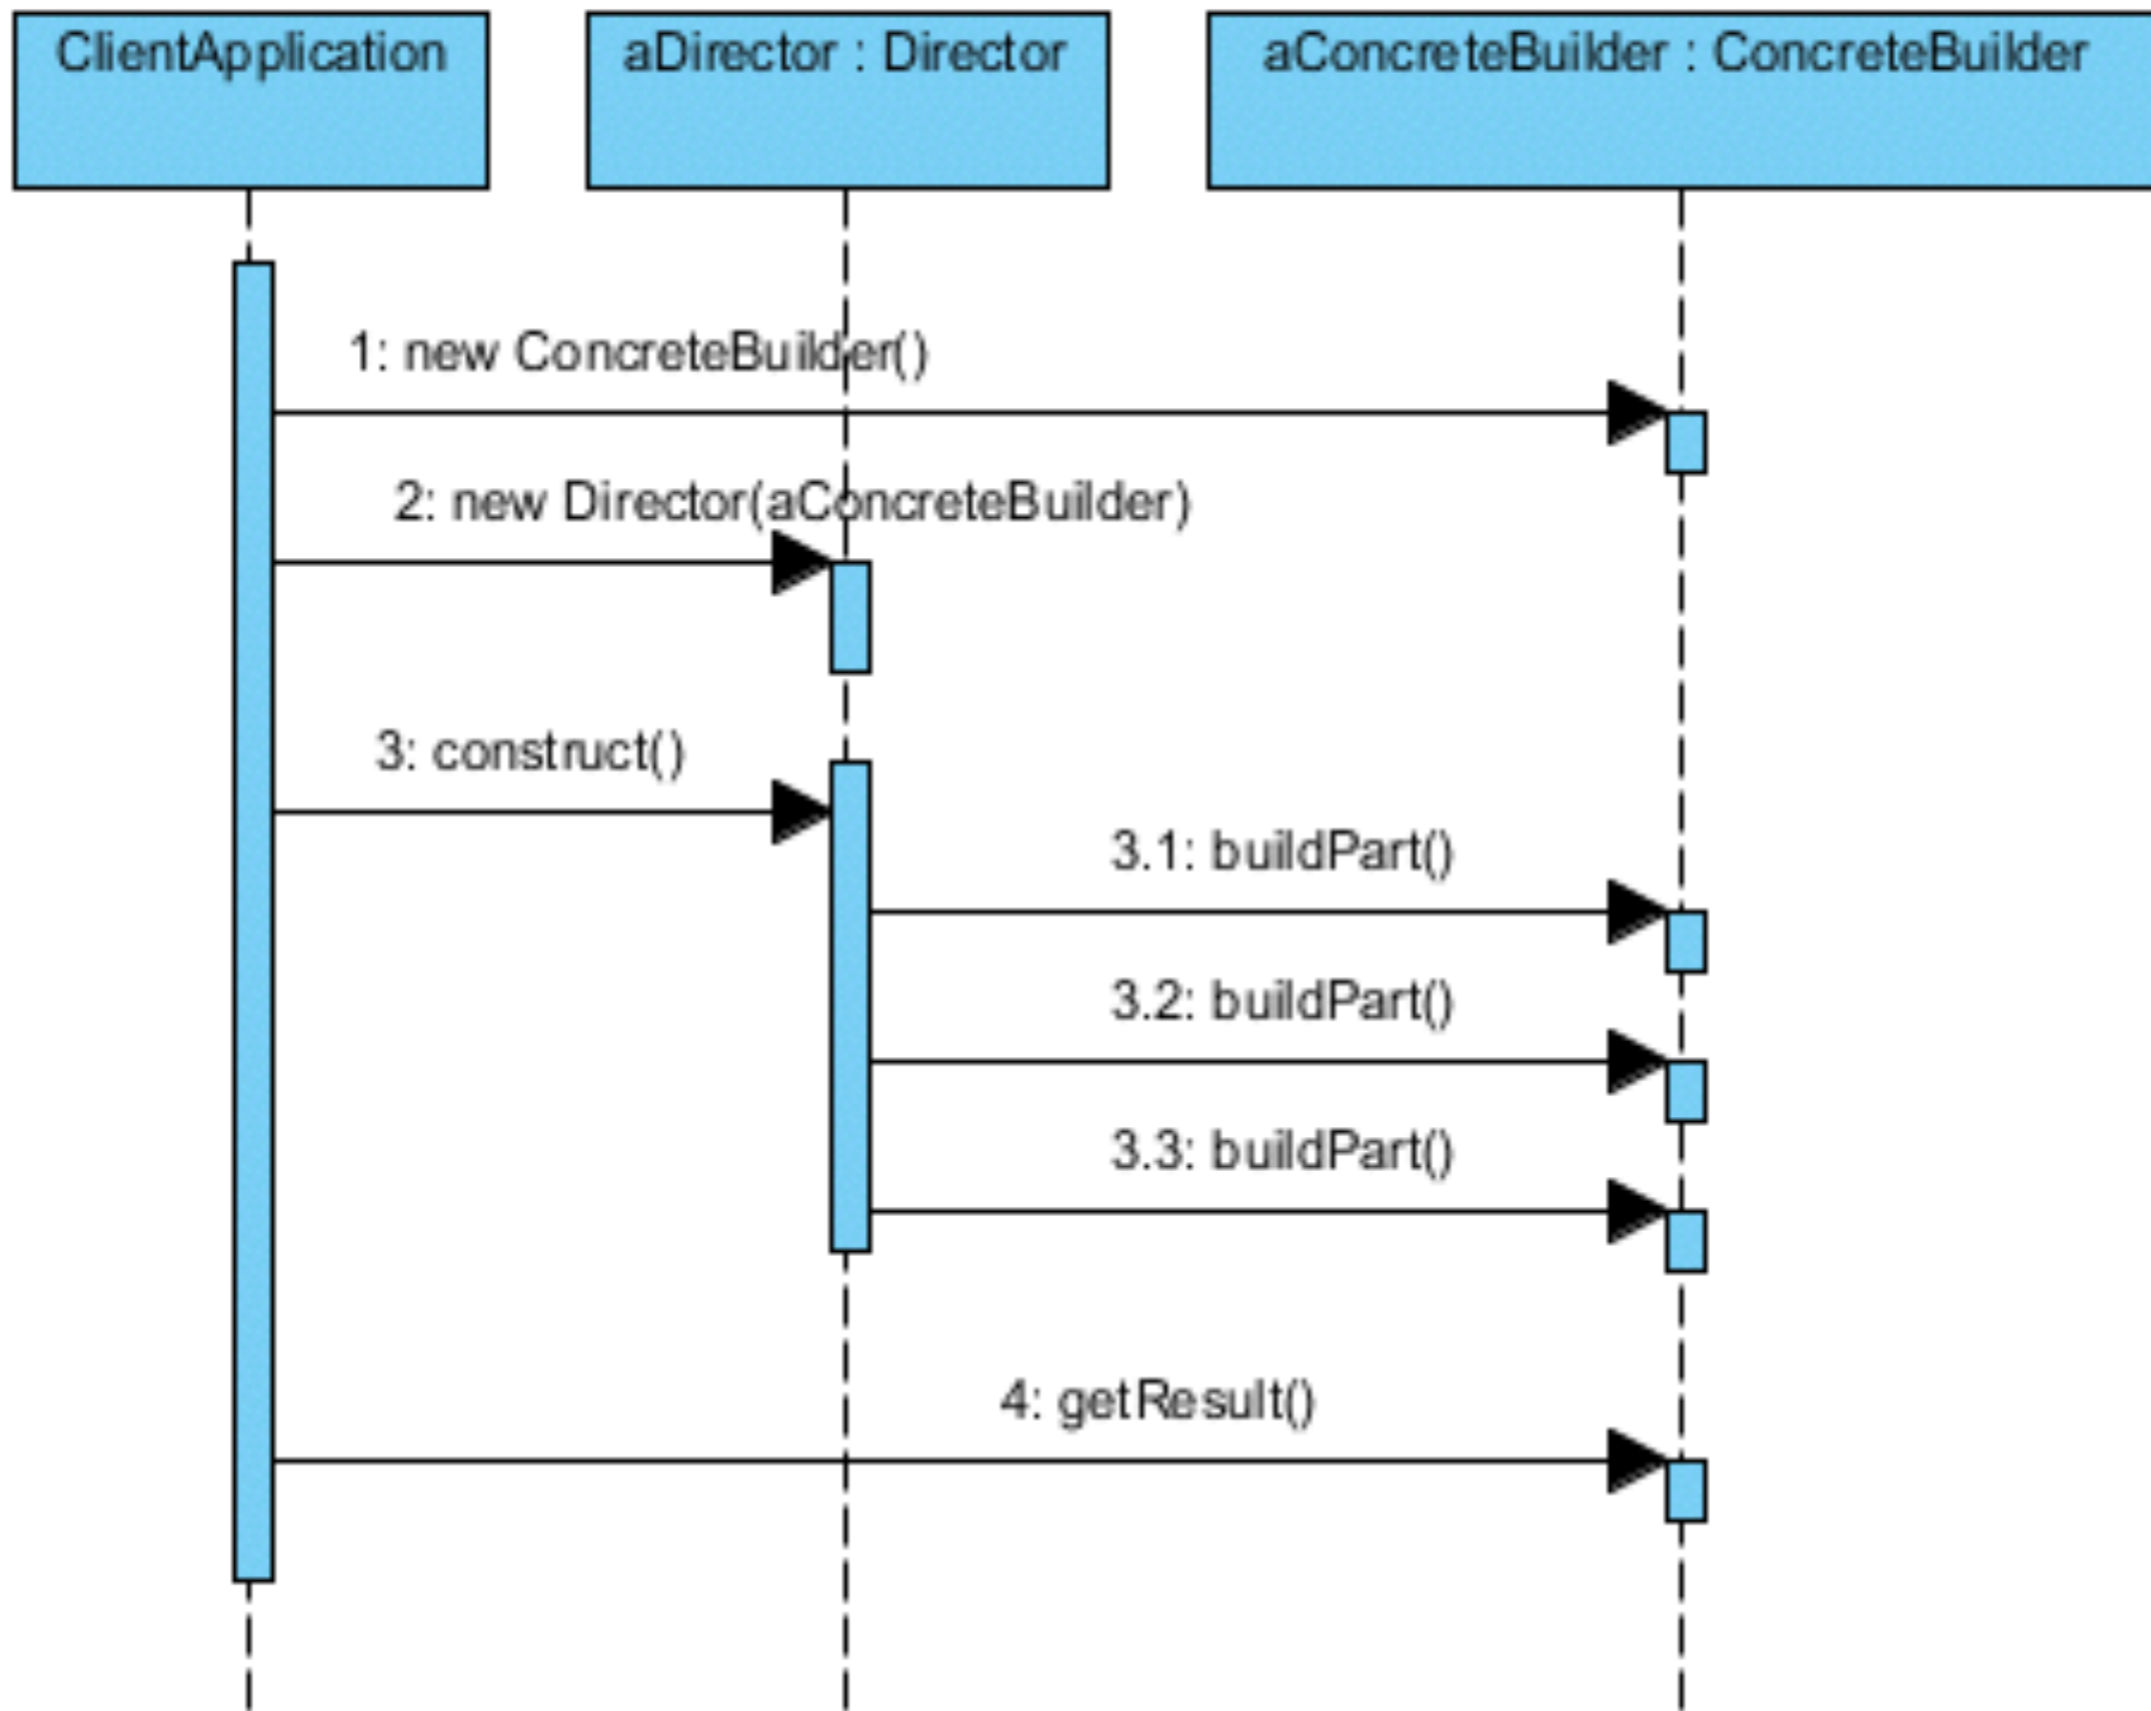 ClientApplication
aDirector : Director
aConcreteBuilder : ConcreteBuilder
1: new ConcreteBuilder()
2: new Director(aConcreteBuilder)
3: construct()
3.1: buildPart()
3.2: buildPart()
3.3: buildPart()
4: getResult()